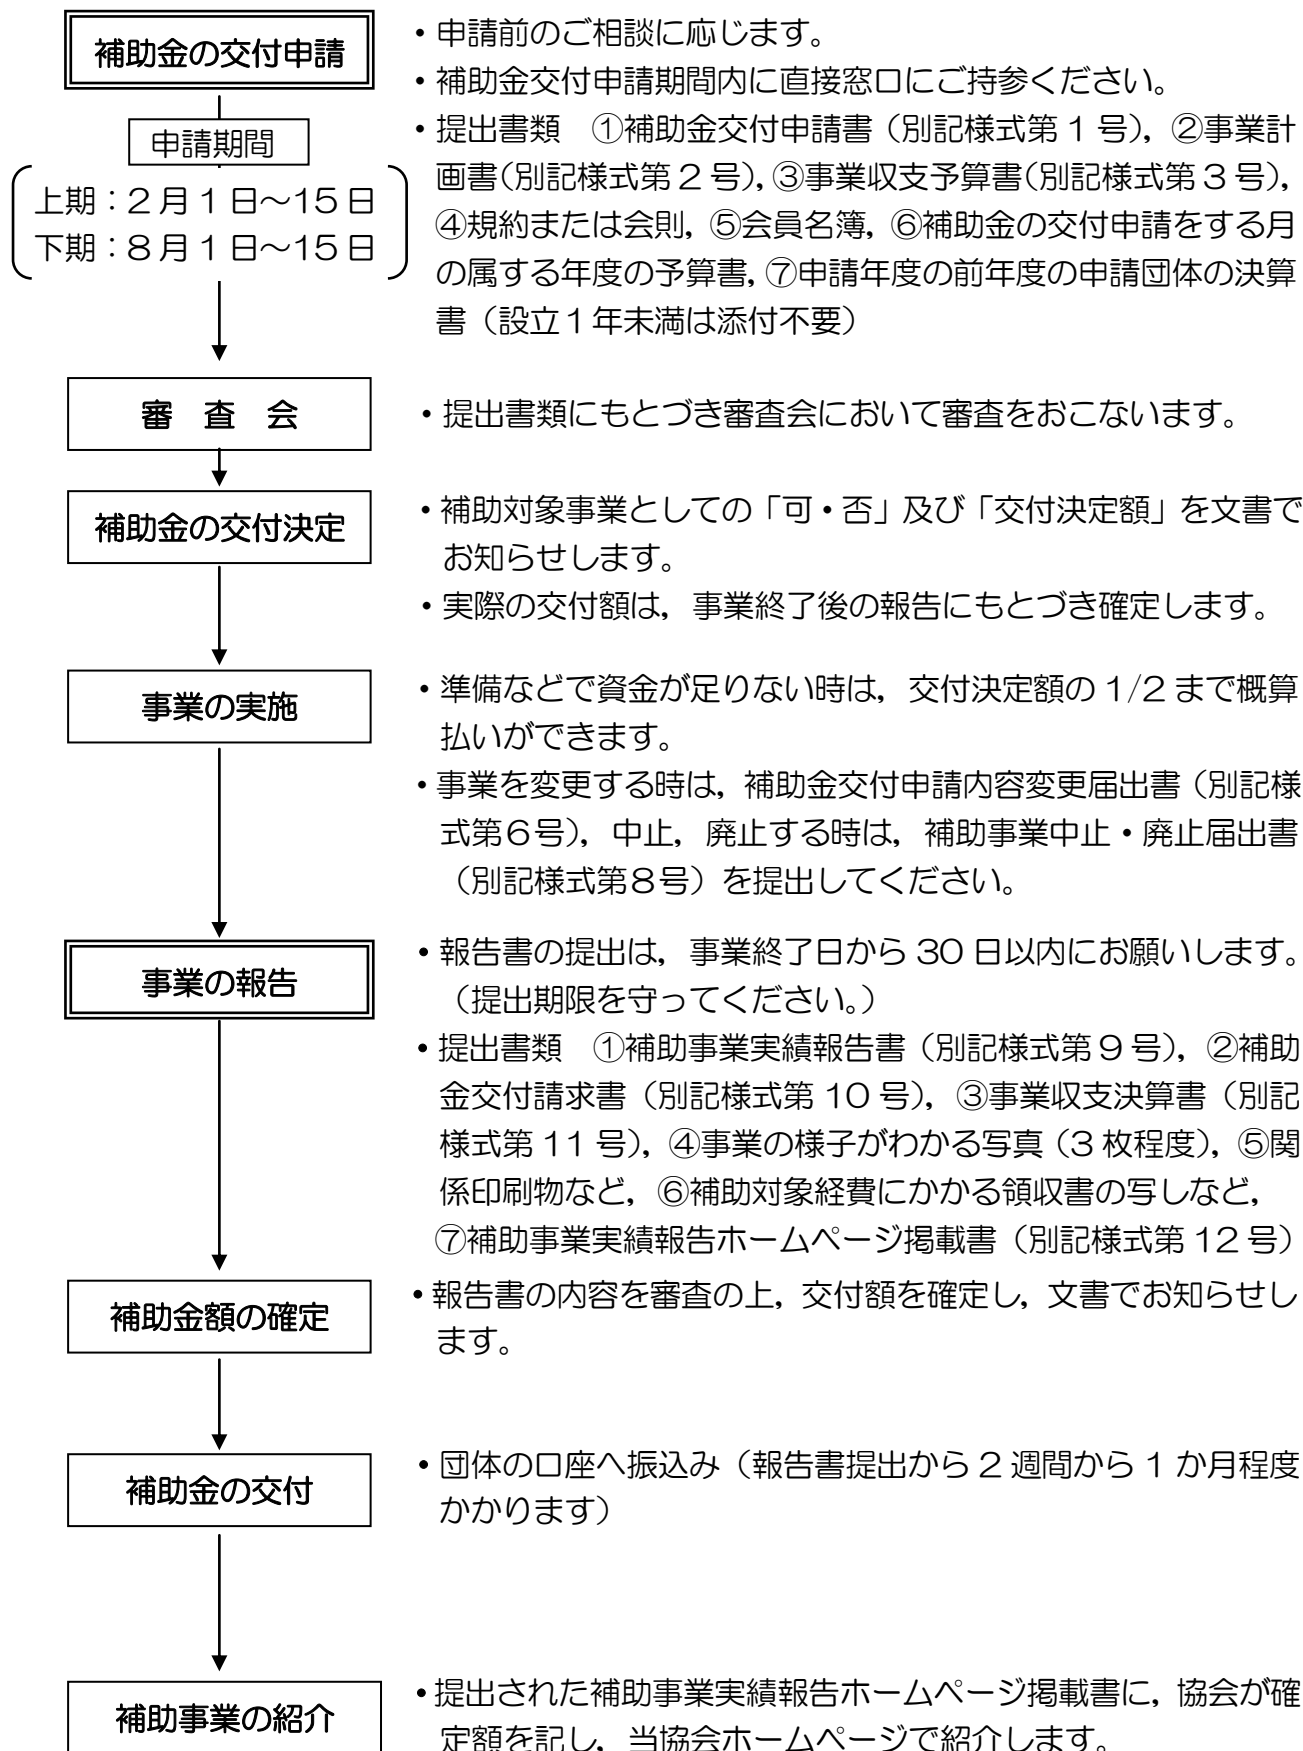 補助金の交付申請
・申請前のご相談に応じます。
・補助金交付申請期間内に直接窓口にご持参ください。
申請期間
上期：２月１日～15日
下期：８月１日～15日
・提出書類　①補助金交付申請書（別記様式第１号），②事業計
画書（別記様式第２号），③事業収支予算書（別記様式第３号），
④規約または会則，⑤会員名簿，⑥補助金の交付申請をする月
の属する年度の予算書，⑦申請年度の前年度の申請団体の決算
書（設立１年未満は添付不要）
審　査　会
・提出書類にもとづき審査会において審査をおこないます。
補助金の交付決定
・補助対象事業としての「可・否」及び「交付決定額」を文書で
お知らせします。
・実際の交付額は，事業終了後の報告にもとづき確定します。
事業の実施
・準備などで資金が足りない時は，交付決定額の1/2まで概算
払いができます。
・事業を変更する時は，補助金交付申請内容変更届出書（別記様
式第６号），中止，廃止する時は，補助事業中止・廃止届出書
（別記様式第８号）を提出してください。
事業の報告
・報告書の提出は，事業終了日から30日以内にお願いします。
（提出期限を守ってください。）
・提出書類　①補助事業実績報告書（別記様式第９号），②補助
金交付請求書（別記様式第10号），③事業収支決算書（別記
様式第11号），④事業の様子がわかる写真（3枚程度），⑤関
係印刷物など，⑥補助対象経費にかかる領収書の写しなど，
⑦補助事業実績報告ホームページ掲載書（別記様式第12号）
補助金額の確定
・報告書の内容を審査の上，交付額を確定し，文書でお知らせし
ます。
補助金の交付
・団体の口座へ振込み（報告書提出から２週間から１か月程度
かかります）
補助事業の紹介
・提出された補助事業実績報告ホームページ掲載書に，協会が確
定額を記し，当協会ホームページで紹介します。